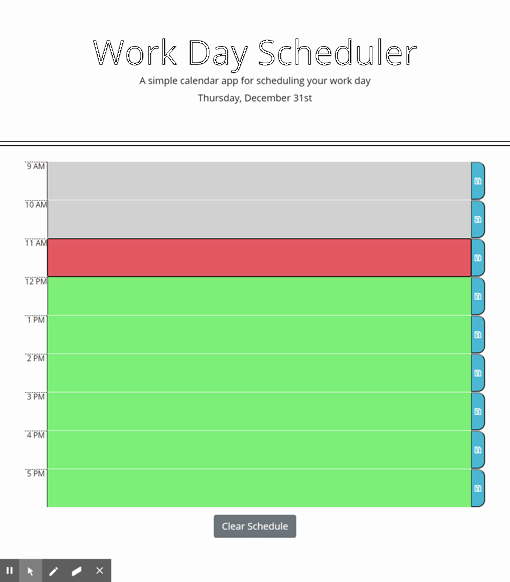 Work Day Scheduler
A simple calendar app for scheduling your work day
Thursday, December 31st
9 AM
10 AM
11 AM
12 PM
1 PM
2 PM
3 PM
4 PM
5 PM
Clear Schedule